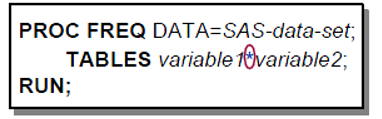 PROC FREQ DATA=SAS-data-set;
TABLES variable1*variable2;
RUN;